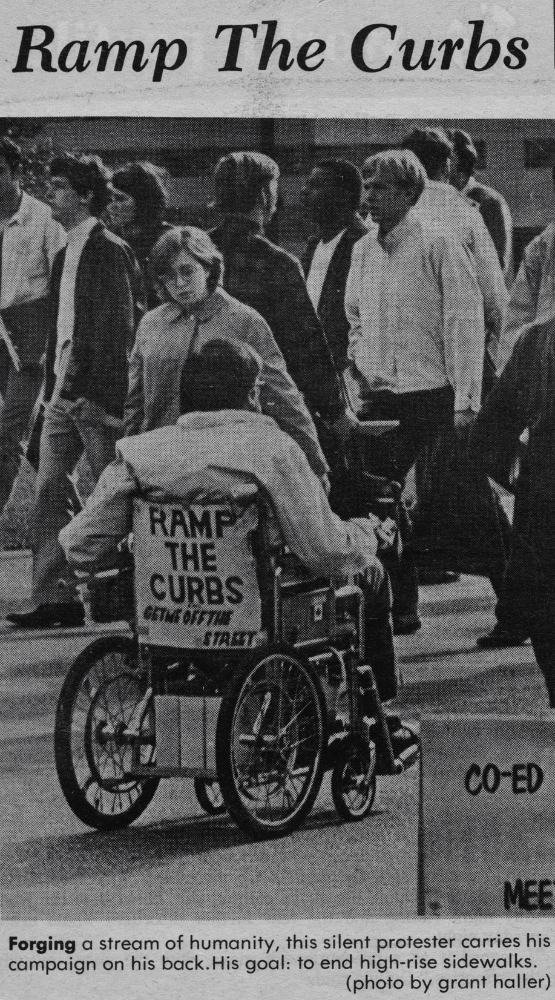 Ramp The Curbs
RAMP
THE
CURBS
GET ME OFF THE
STREET
CO-ED
MEE
Forging a stream of humanity, this silent protester carries his
campaign on his back.His goal: to end high-rise sidewalks.
(photo by grant haller)